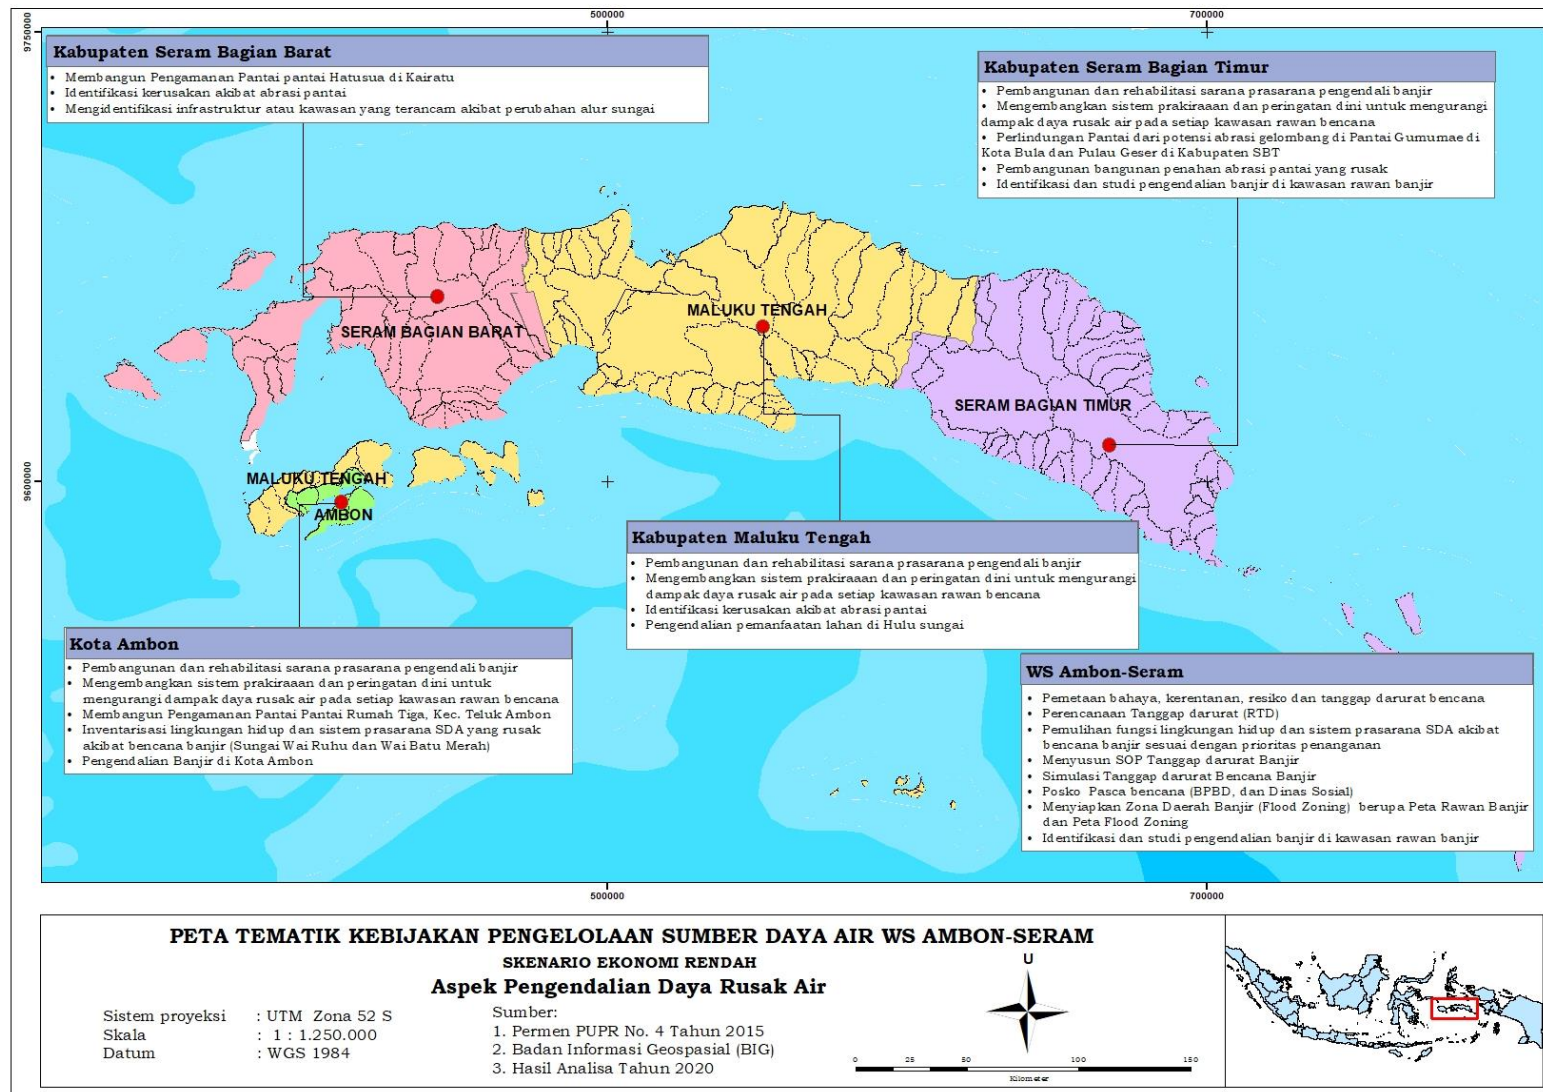 500000
700000
9750000
Kabupaten Seram Bagian Barat
• Membangun Pengamanan Pantai pantai Hatusua di Kairatu
• Identifikasi kerusakan akibat abrasi pantai
• Mengidentifikasi infrastruktur atau kawasan yang terancam akibat perubahan alur sungai
Kabupaten Seram Bagian Timur
• Pembangunan dan rehabilitasi sarana prasarana pengendali banjir
• Mengembangkan sistem prakiraaan dan peringatan dini untuk mengurangi
dampak daya rusak air pada setiap kawasan rawan bencana
• Perlindungan Pantai dari potensi abrasi gelombang di Pantai Gumumae di
Kota Bula dan Pulau Geser di Kabupaten SBT
• Pembangunan bangunan penahan abrasi pantai yang rusak
• Identifikasi dan studi pengendalian banjir di kawasan rawan banjir
MALUKU TENGAH
SERAM BAGIAN BARAT
SERAM BAGIAN TIMUR
9600000
MALUKU TENGAH
AMBON
Kabupaten Maluku Tengah
• Pembangunan dan rehabilitasi sarana prasarana pengendali banjir
• Mengembangkan sistem prakiraaan dan peringatan dini untuk mengurangi
dampak daya rusak air pada setiap kawasan rawan bencana
• Identifikasi kerusakan akibat abrasi pantai
• Pengendalian pemanfaatan lahan di Hulu sungai
Kota Ambon
• Pembangunan dan rehabilitasi sarana prasarana pengendali banjir
• Mengembangkan sistem prakiraaan dan peringatan dini untuk
mengurangi dampak daya rusak air pada setiap kawasan rawan bencana
• Membangun Pengamanan Pantai Pantai Rumah Tiga, Kec. Teluk Ambon
• Inventarisasi lingkungan hidup dan sistem prasarana SDA yang rusak
akibat bencana banjir (Sungai Wai Ruhu dan Wai Batu Merah)
• Pengendalian Banjir di Kota Ambon
WS Ambon-Seram
• Pemetaan bahaya, kerentanan, resiko dan tanggap darurat bencana
• Perencanaan Tanggap darurat (RTD)
• Pemulihan fungsi lingkungan hidup dan sistem prasarana SDA akibat
bencana banjir sesuai dengan prioritas penanganan
• Menyusun SOP Tanggap darurat Banjir
• Simulasi Tanggap darurat Bencana Banjir
• Posko Pasca bencana (BPBD, dan Dinas Sosial)
• Menyiapkan Zona Daerah Banjir (Flood Zoning) berupa Peta Rawan Banjir
dan Peta Flood Zoning
• Identifikasi dan studi pengendalian banjir di kawasan rawan banjir
500000
700000
PETA TEMATIK KEBIJAKAN PENGELOLAAN SUMBER DAYA AIR WS AMBON-SERAM
SKENARIO EKONOMI RENDAH
Aspek Pengendalian Daya Rusak Air
Sistem proyeksi : UTM Zona 52 S
Skala : 1 : 1.250.000
Datum : WGS 1984
Sumber:
1. Permen PUPR No. 4 Tahun 2015
2. Badan Informasi Geospasial (BIG)
3. Hasil Analisa Tahun 2020
U
0 25 50 100 150
Kilometer